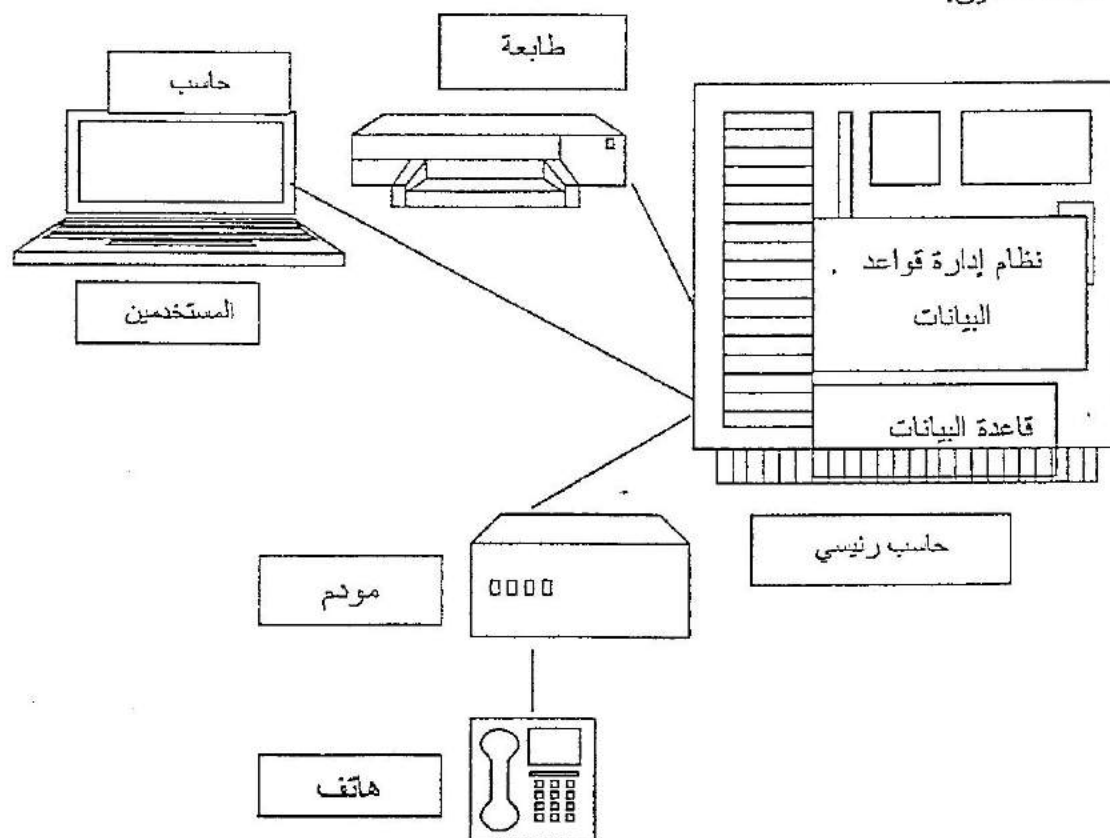 طابعة
حاسب
المستخدمين
نظام إدارة قواعد
البيانات
قاعدة البيانات
حاسب رئيسي
مودم
هاتف